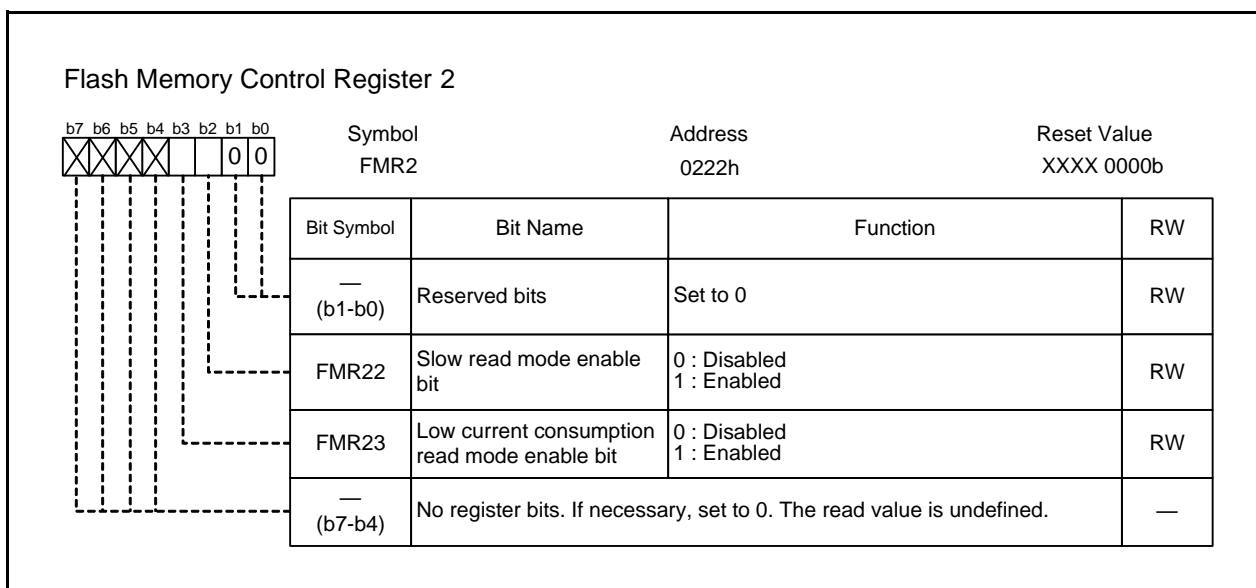 Flash Memory Control Register 2
b7 b6 b5 b4 b3 b2 b1 b0
0 0
Symbol Address Reset Value
FMR2 0222h XXXX 0000b
Bit Symbol Bit Name Function RW
—
(b1-b0) Reserved bits Set to 0 RW
FMR22 Slow read mode enable
bit 0 : Disabled
1 : Enabled RW
FMR23 Low current consumption
read mode enable bit 0 : Disabled
1 : Enabled RW
—
(b7-b4) No register bits. If necessary, set to 0. The read value is undefined. —